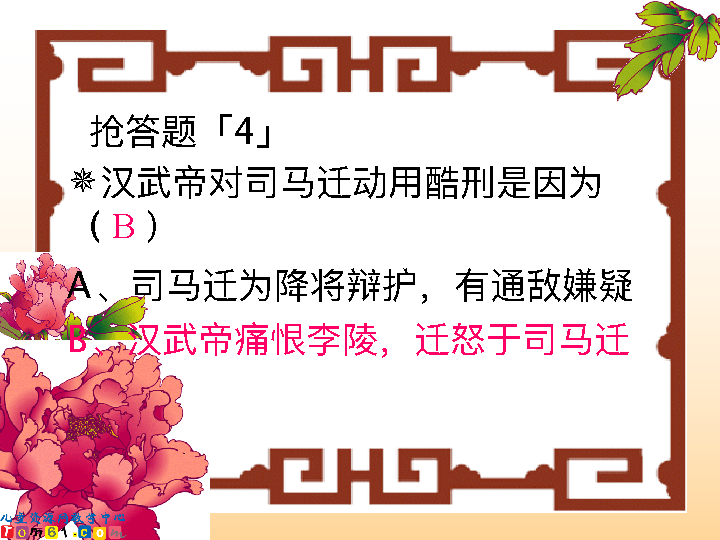 抢答题「4」
✵汉武帝对司马迁动用酷刑是因为
（B）
A、司马迁为降将辩护，有通敌嫌疑
B、汉武帝痛恨李陵，迁怒于司马迁